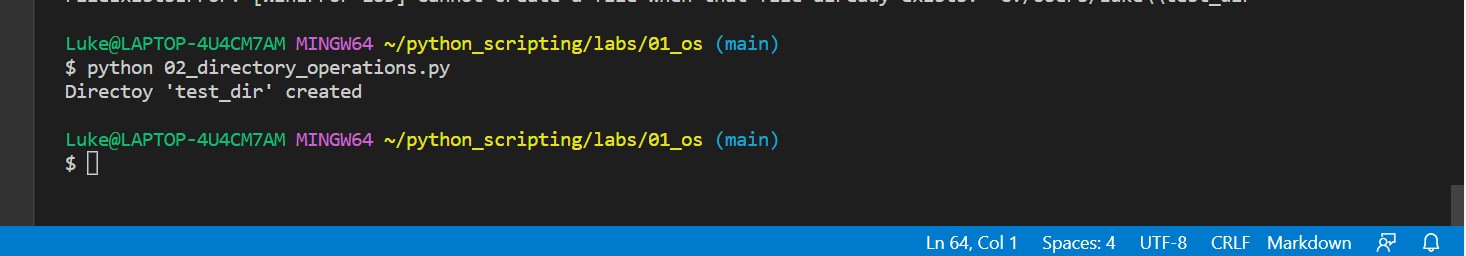 Luke@LAPTOP-4U4CM7AM MINGW64 ~/python_scripting/labs/01_os (main)
$ python 02_directory_operations.py
Directoy 'test_dir' created
Luke@LAPTOP-4U4CM7AM MINGW64 ~/python_scripting/labs/01_os (main)
$
Ln 64, Col 1 Spaces: 4 UTF-8 CRLF Markdown